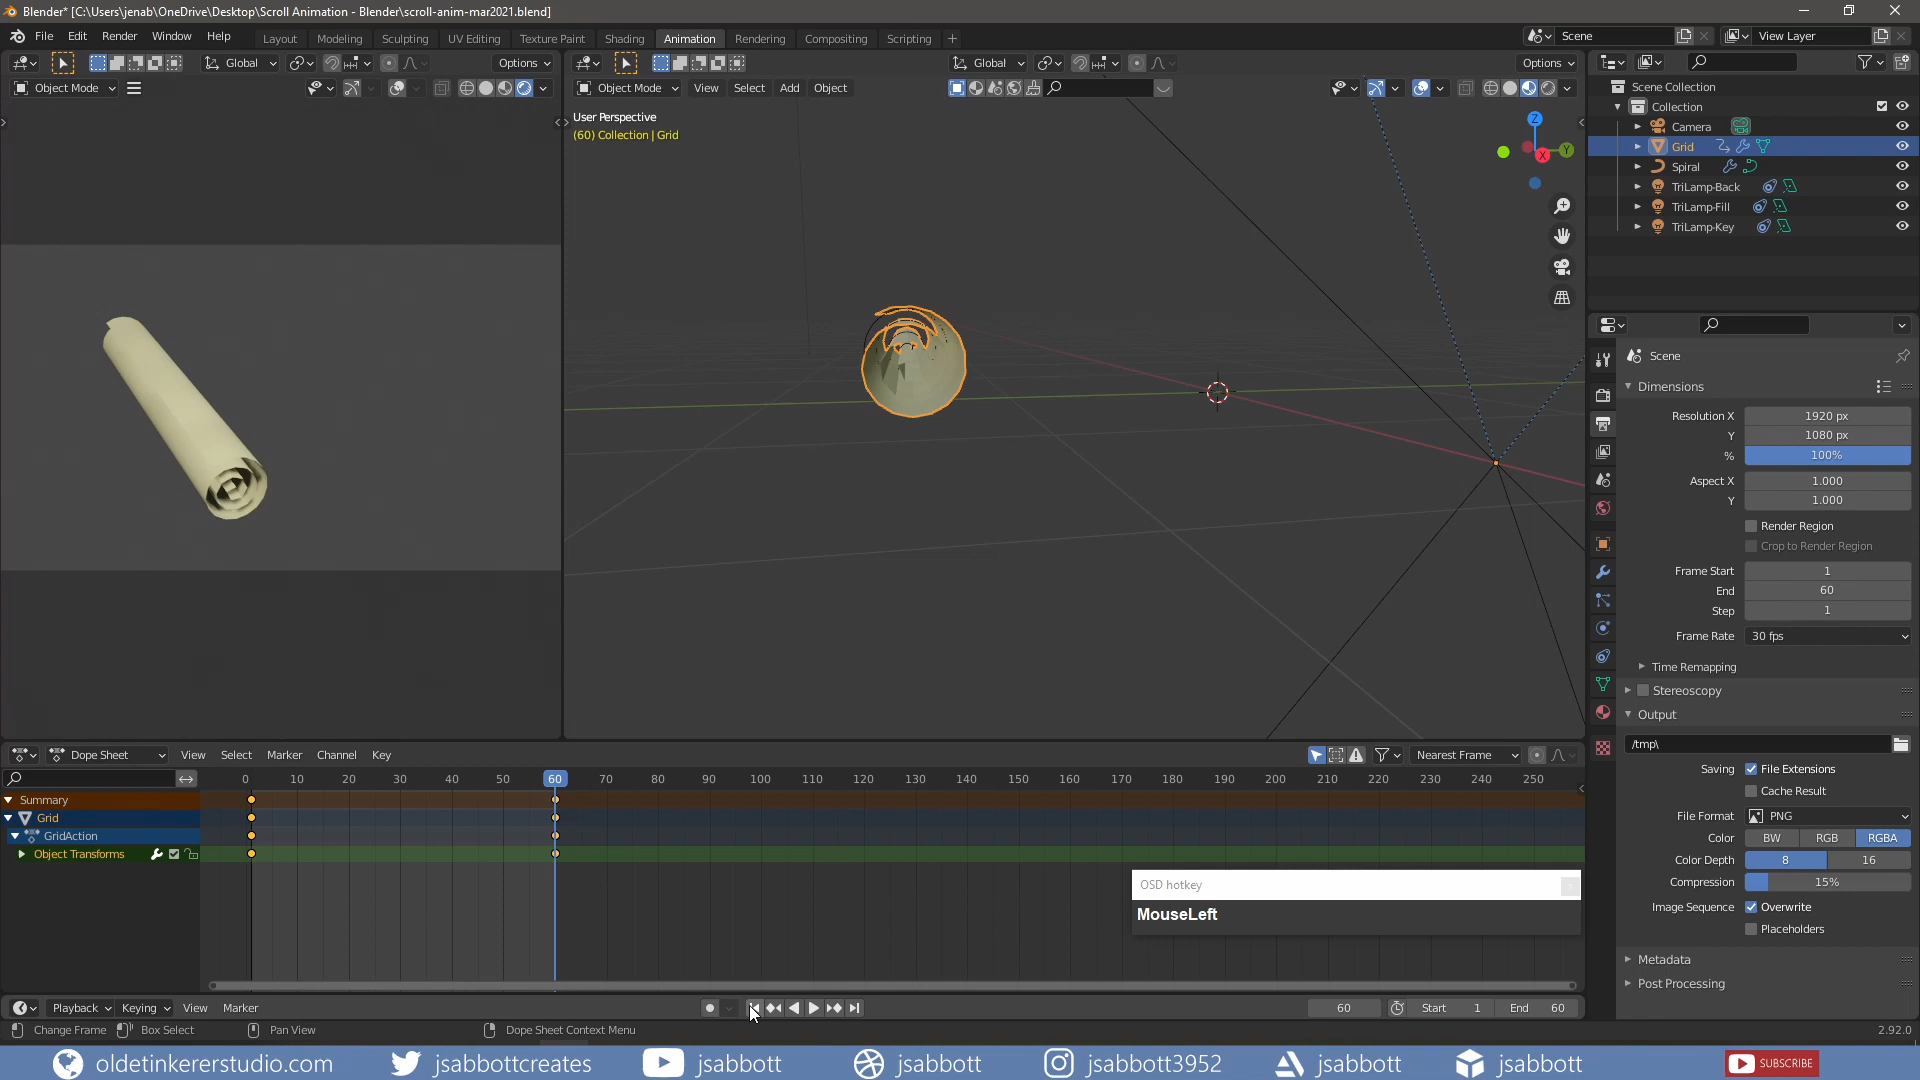 Blender* [C:\Users\jenab\OneDrive\Desktop\Scroll Animation - Blender\scroll-anim-mar2021.blend]
File Edit Render Window Help
Layout Modeling Sculpting UV Editing Texture Paint Shading Animation Rendering Compositing Scripting +
Scene
View Layer
Global
Options
Global
Options
Object Mode
Object Mode View Select Add Object
User Perspective
(60) Collection | Grid
Z
Y
X
Scene Collection
Collection
Camera
Grid
Spiral
TriLamp-Back
TriLamp-Fill
TriLamp-Key
Scene
Dimensions
Resolution X 1920 px
Y 1080 px
% 100%
Aspect X 1.000
Y 1.000
Render Region
Crop to Render Region
Frame Start 1
End 60
Step 1
Frame Rate 30 fps
Time Remapping
Stereoscopy
Output
/tmp\
Saving File Extensions
Cache Result
File Format PNG
Color BW RGB RGBA
Color Depth 8 16
Compression 15%
Image Sequence Overwrite
Placeholders
Metadata
Post Processing
Dope Sheet View Select Marker Channel Key
Nearest Frame
0 10 20 30 40 50 60 70 80 90 100 110 120 130 140 150 160 170 180 190 200 210 220 230 240 250
Summary
Grid
GridAction
Object Transforms
OSD hotkey
MouseLeft
Playback Keying View Marker
60 Start 1 End 60
Change Frame Box Select Pan View Dope Sheet Context Menu
2.92.0
oldetinkererstudio.com jsabbottcreates jsabbott jsabbott jsabbott3952 jsabbott jsabbott SUBSCRIBE